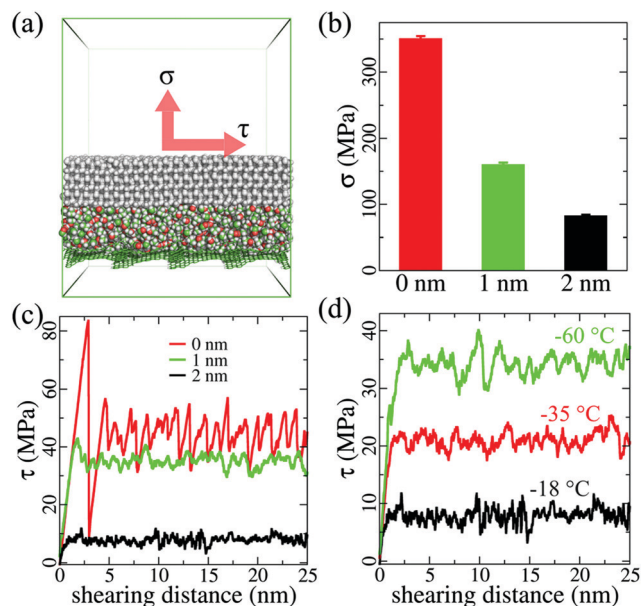 (a)
σ
τ
(b)
σ (MPa)
350
300
200
100
0
0 nm
1 nm
2 nm
(c)
τ (MPa)
80
60
40
20
0
0 nm
1 nm
2 nm
0
5
10
15
20
25
shearing distance (nm)
(d)
τ (MPa)
40
30
20
10
0
-60 °C
-35 °C
-18 °C
0
5
10
15
20
25
shearing distance (nm)